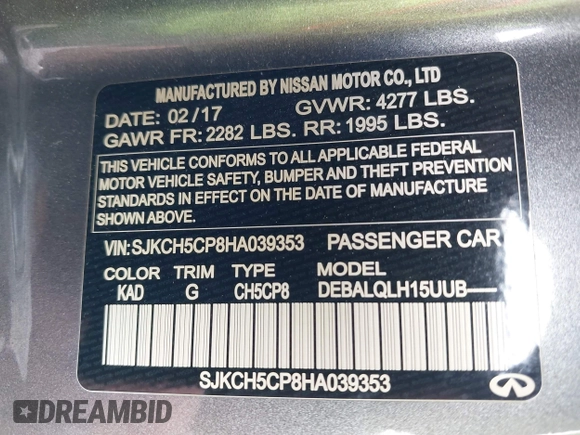 MANUFACTURED BY NISSAN MOTOR CO., LTD
DATE: 02/17 GVWR: 4277 LBS.
GAWR FR: 2282 LBS. RR: 1995 LBS.
THIS VEHICLE CONFORMS TO ALL APPLICABLE FEDERAL
MOTOR VEHICLE SAFETY, BUMPER AND THEFT PREVENTION
STANDARDS IN EFFECT ON THE DATE OF MANUFACTURE
SHOWN ABOVE.
VIN: SJKCH5CP8HA039353 PASSENGER CAR
COLOR TRIM TYPE MODEL
KAD G CH5CP8 DEBALQLH15UUB——
SJKCH5CP8HA039353
INFINITI
DREAMBID